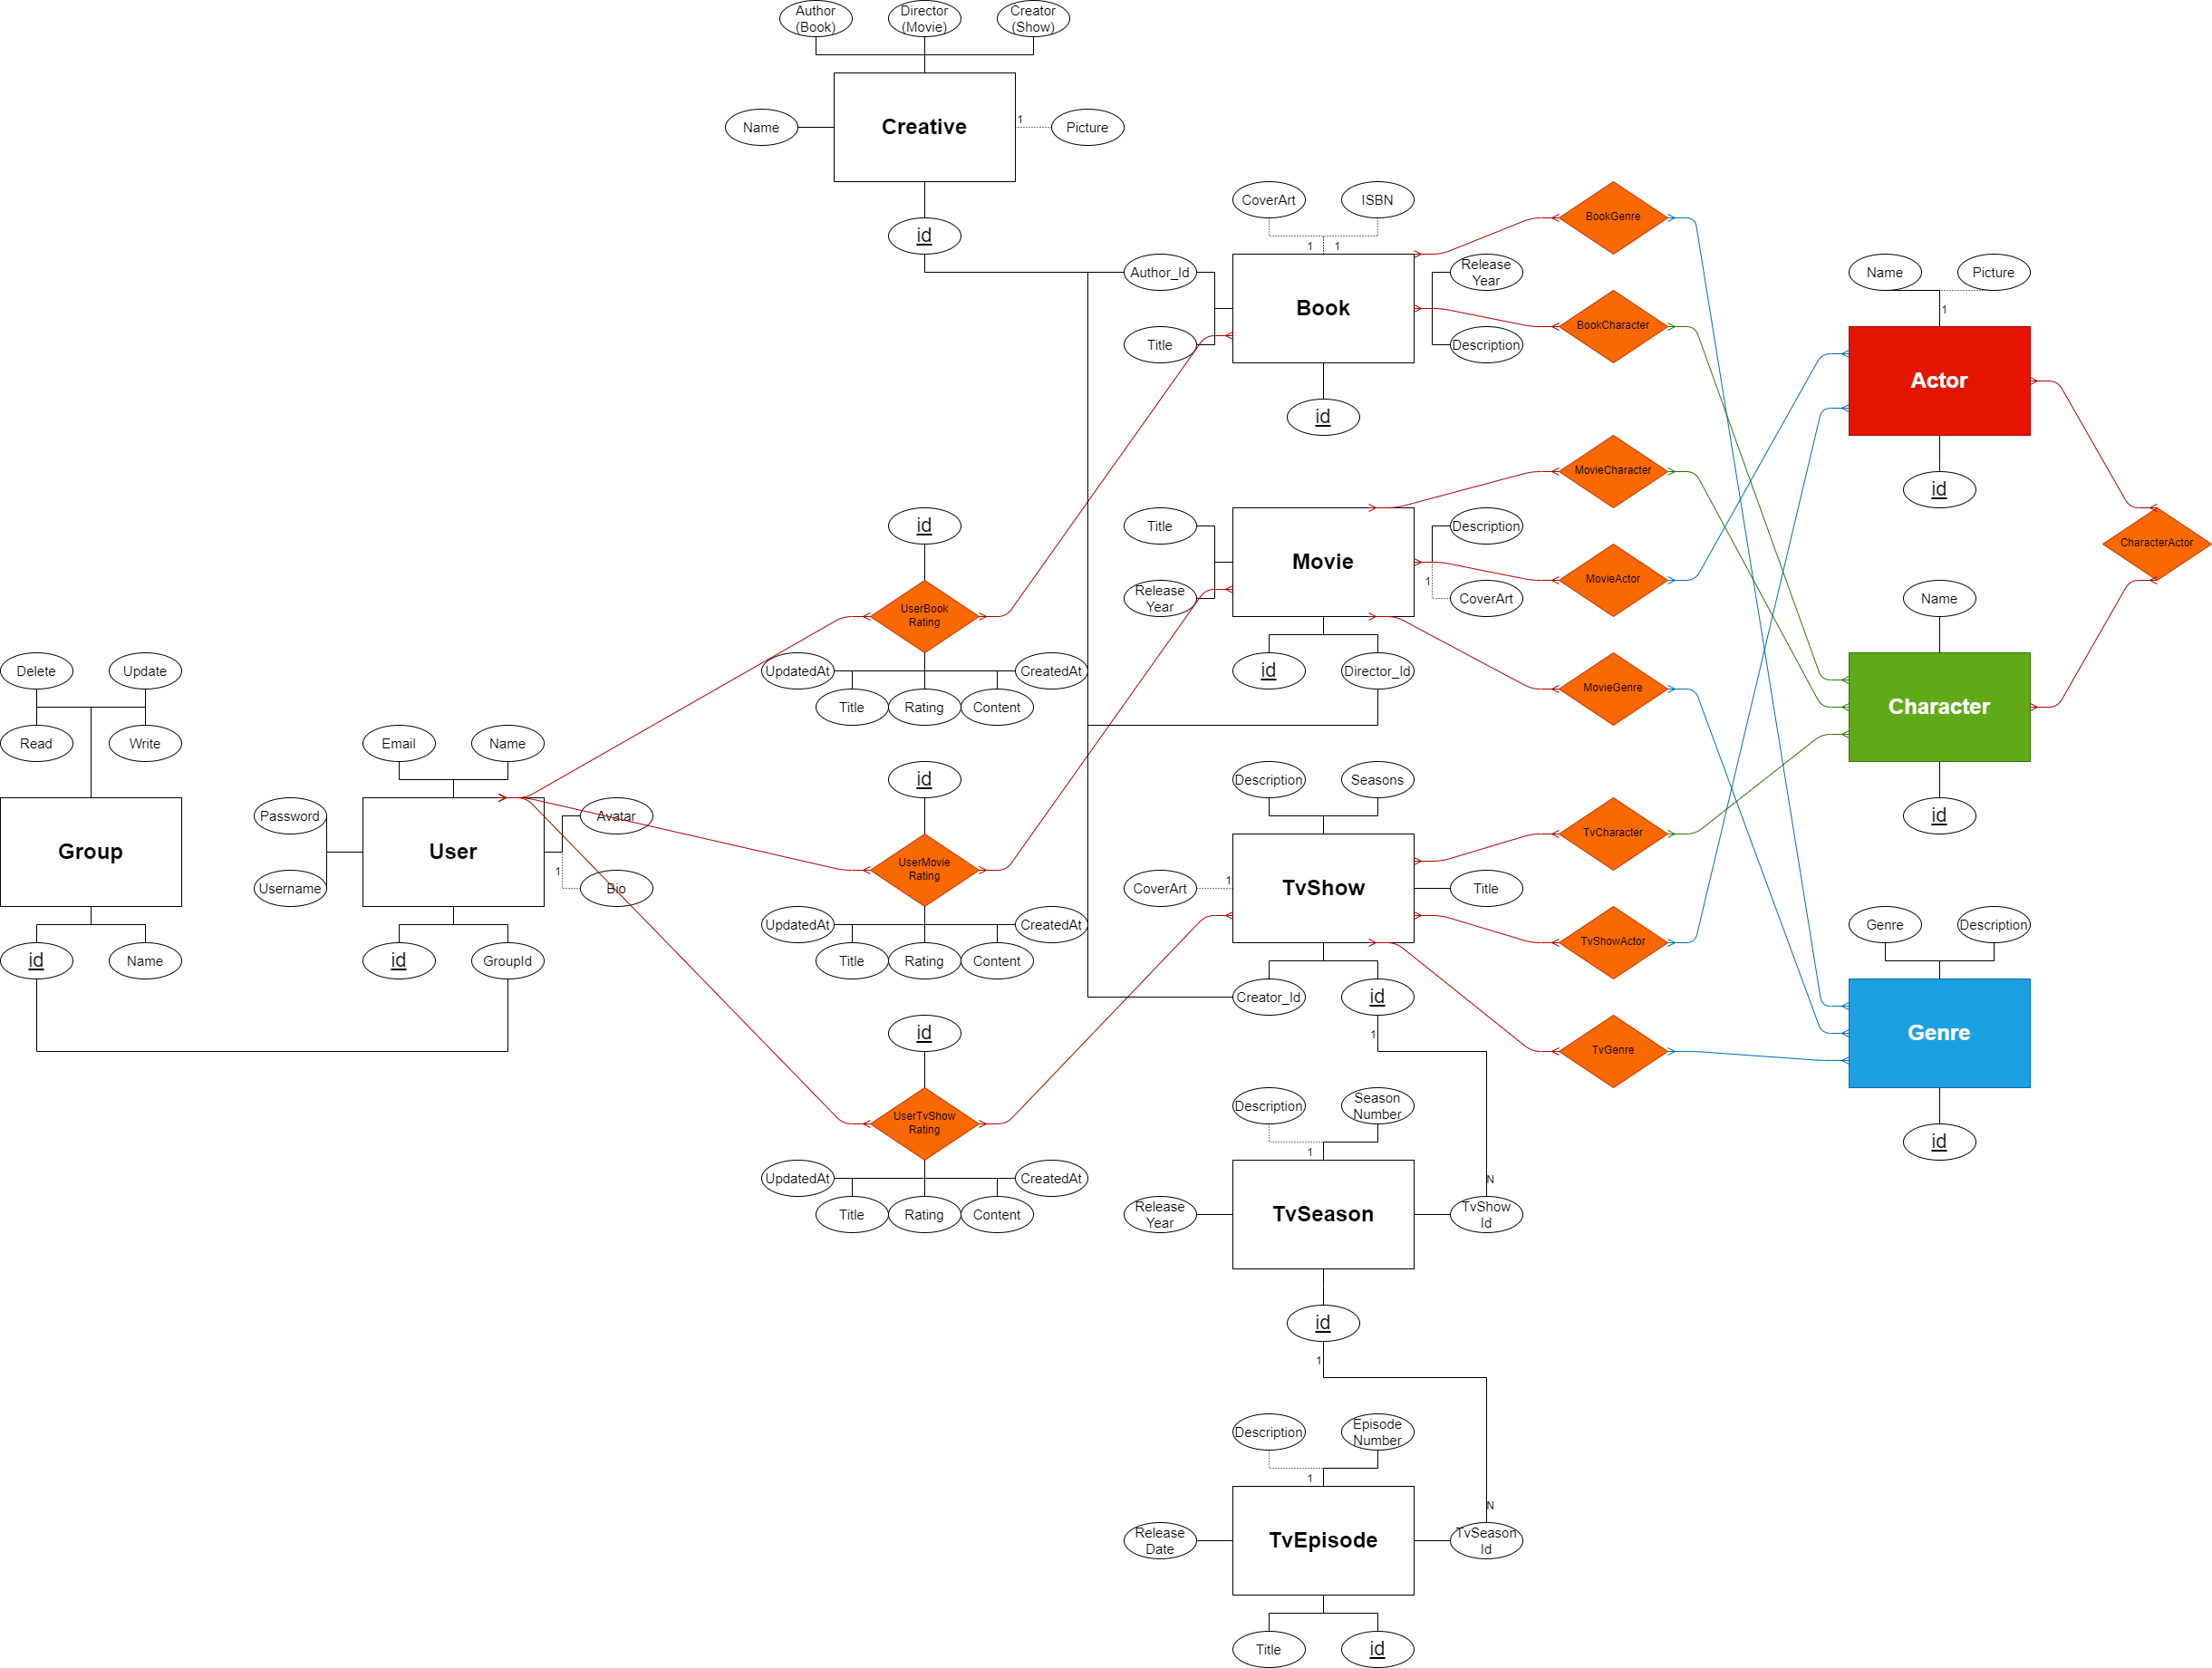 Author
(Book)
Director
(Movie)
Creator
(Show)
Creative
Name
1
Picture
id
CoverArt
ISBN
1
1
Author_Id
Book
Title
Release
Year
Description
id
BookGenre
BookCharacter
Name
Picture
1
Actor
id
CharacterActor
MovieCharacter
MovieActor
MovieGenre
Title
Release
Year
Movie
Description
1
CoverArt
id
Director_Id
id
UserBook
Rating
UpdatedAt
CreatedAt
Title
Rating
Content
Name
Character
id
Delete
Update
Read
Write
Group
id
Name
Email
Name
Password
Username
User
Avatar
1
Bio
id
GroupId
id
UserMovie
Rating
UpdatedAt
CreatedAt
Title
Rating
Content
Description
Seasons
CoverArt
1
TvShow
Title
Creator_Id
id
1
TvCharacter
TvShowActor
TvGenre
Genre
Description
Genre
id
id
UserTvShow
Rating
UpdatedAt
CreatedAt
Title
Rating
Content
Description
Season
Number
1
Release
Year
TvSeason
N
TvShow
Id
id
1
Description
Episode
Number
1
Release
Date
TvEpisode
N
TvSeason
Id
Title
id